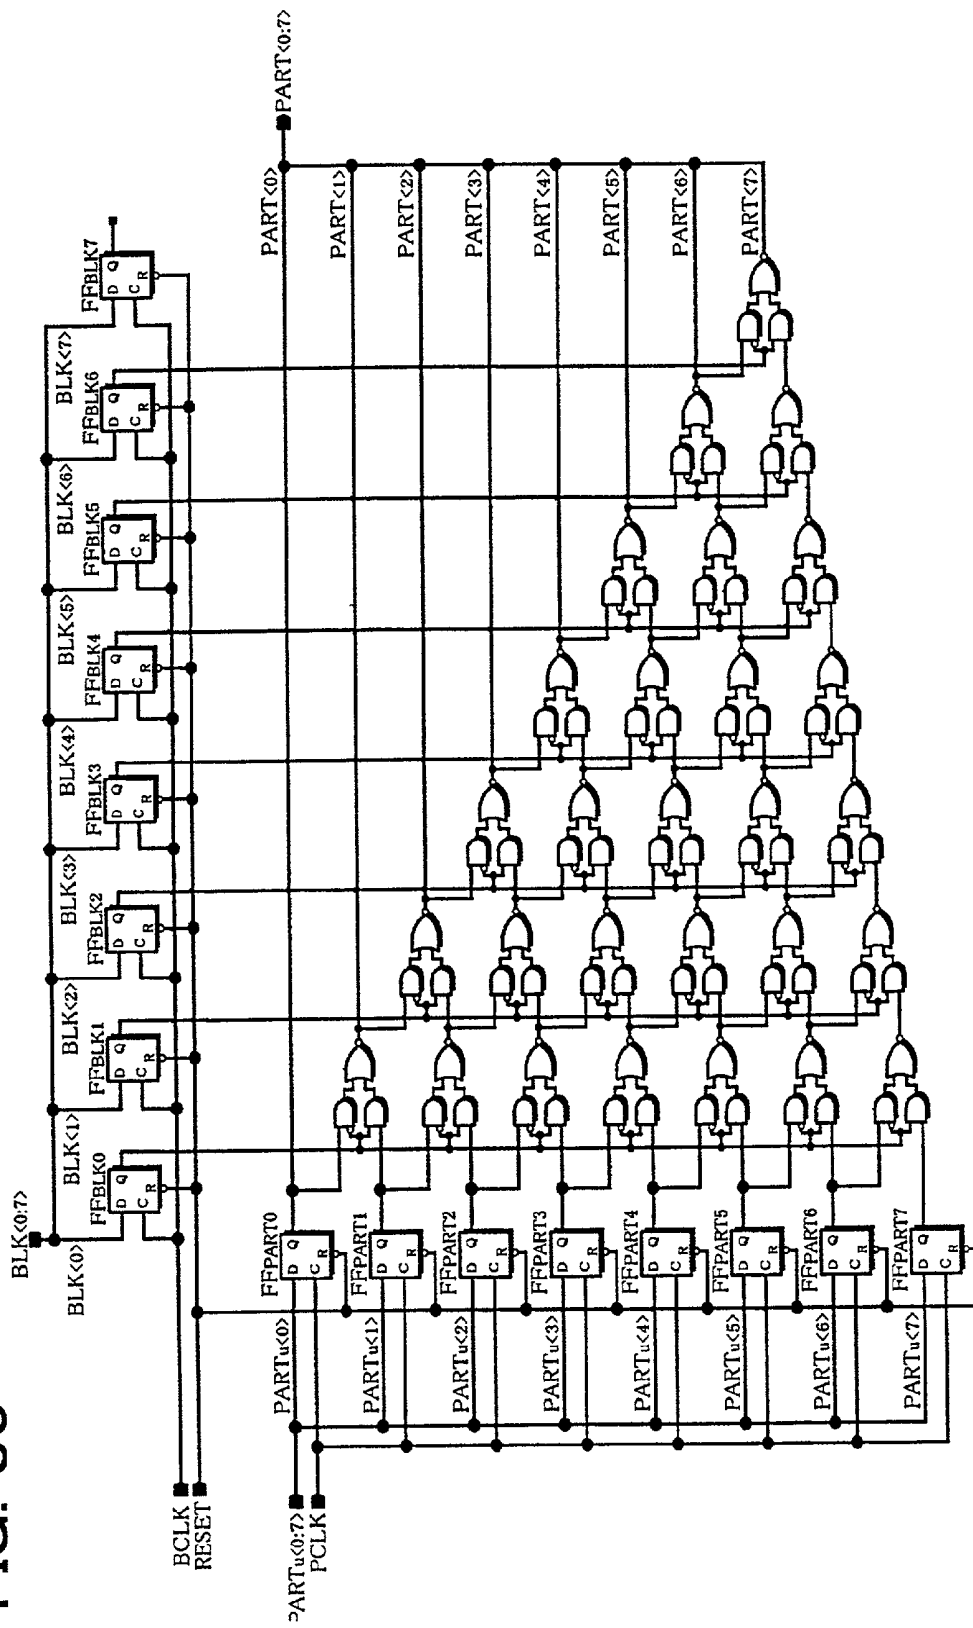 BLK<0:7>
BLK<0>
BLK<1>
BLK<2>
BLK<3>
BLK<4>
BLK<5>
BLK<6>
BLK<7>
FFBLK0
FFBLK1
FFBLK2
FFBLK3
FFBLK4
FFBLK5
FFBLK6
FFBLK7
D Q
C R
D Q
C R
D Q
C R
D Q
C R
D Q
C R
D Q
C R
D Q
C R
D Q
C R
BCLK
RESET
PARTu<0:7>
PCLK
PARTu<0>
PARTu<1>
PARTu<2>
PARTu<3>
PARTu<4>
PARTu<5>
PARTu<6>
PARTu<7>
FFPART0
FFPART1
FFPART2
FFPART3
FFPART4
FFPART5
FFPART6
FFPART7
D Q
C R
D Q
C R
D Q
C R
D Q
C R
D Q
C R
D Q
C R
D Q
C R
D Q
C R
PART<0>
PART<1>
PART<2>
PART<3>
PART<4>
PART<5>
PART<6>
PART<7>
PART<0:7>